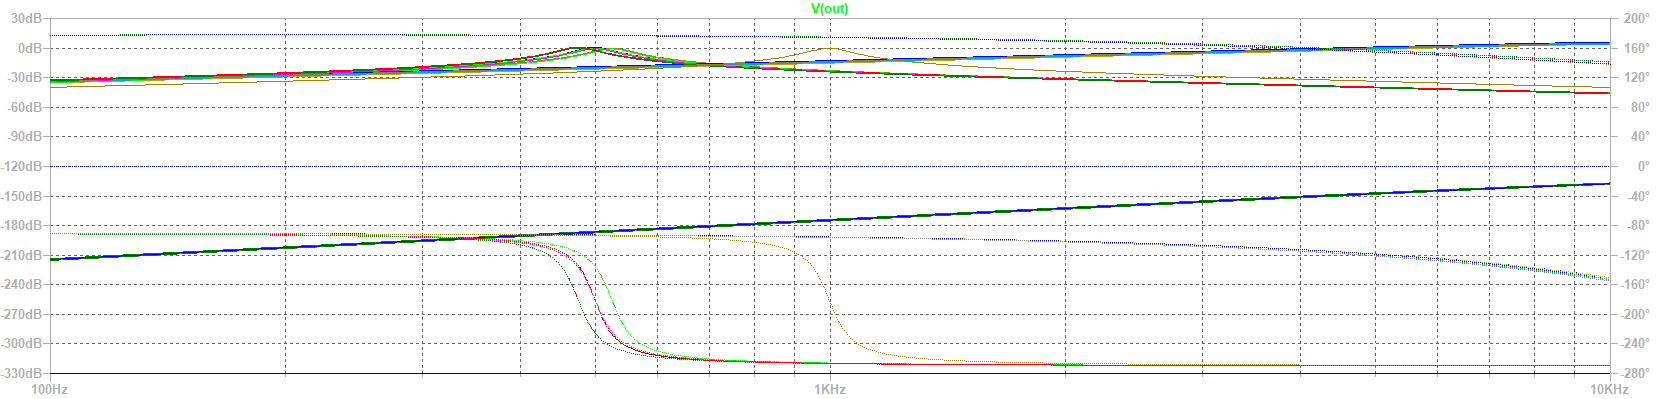 V(out)
30dB
0dB
-30dB
-60dB
-90dB
-120dB
-150dB
-180dB
-210dB
-240dB
-270dB
-300dB
-330dB
200°
160°
120°
80°
40°
0°
-40°
-80°
-120°
-160°
-200°
-240°
-280°
100Hz
1KHz
10KHz